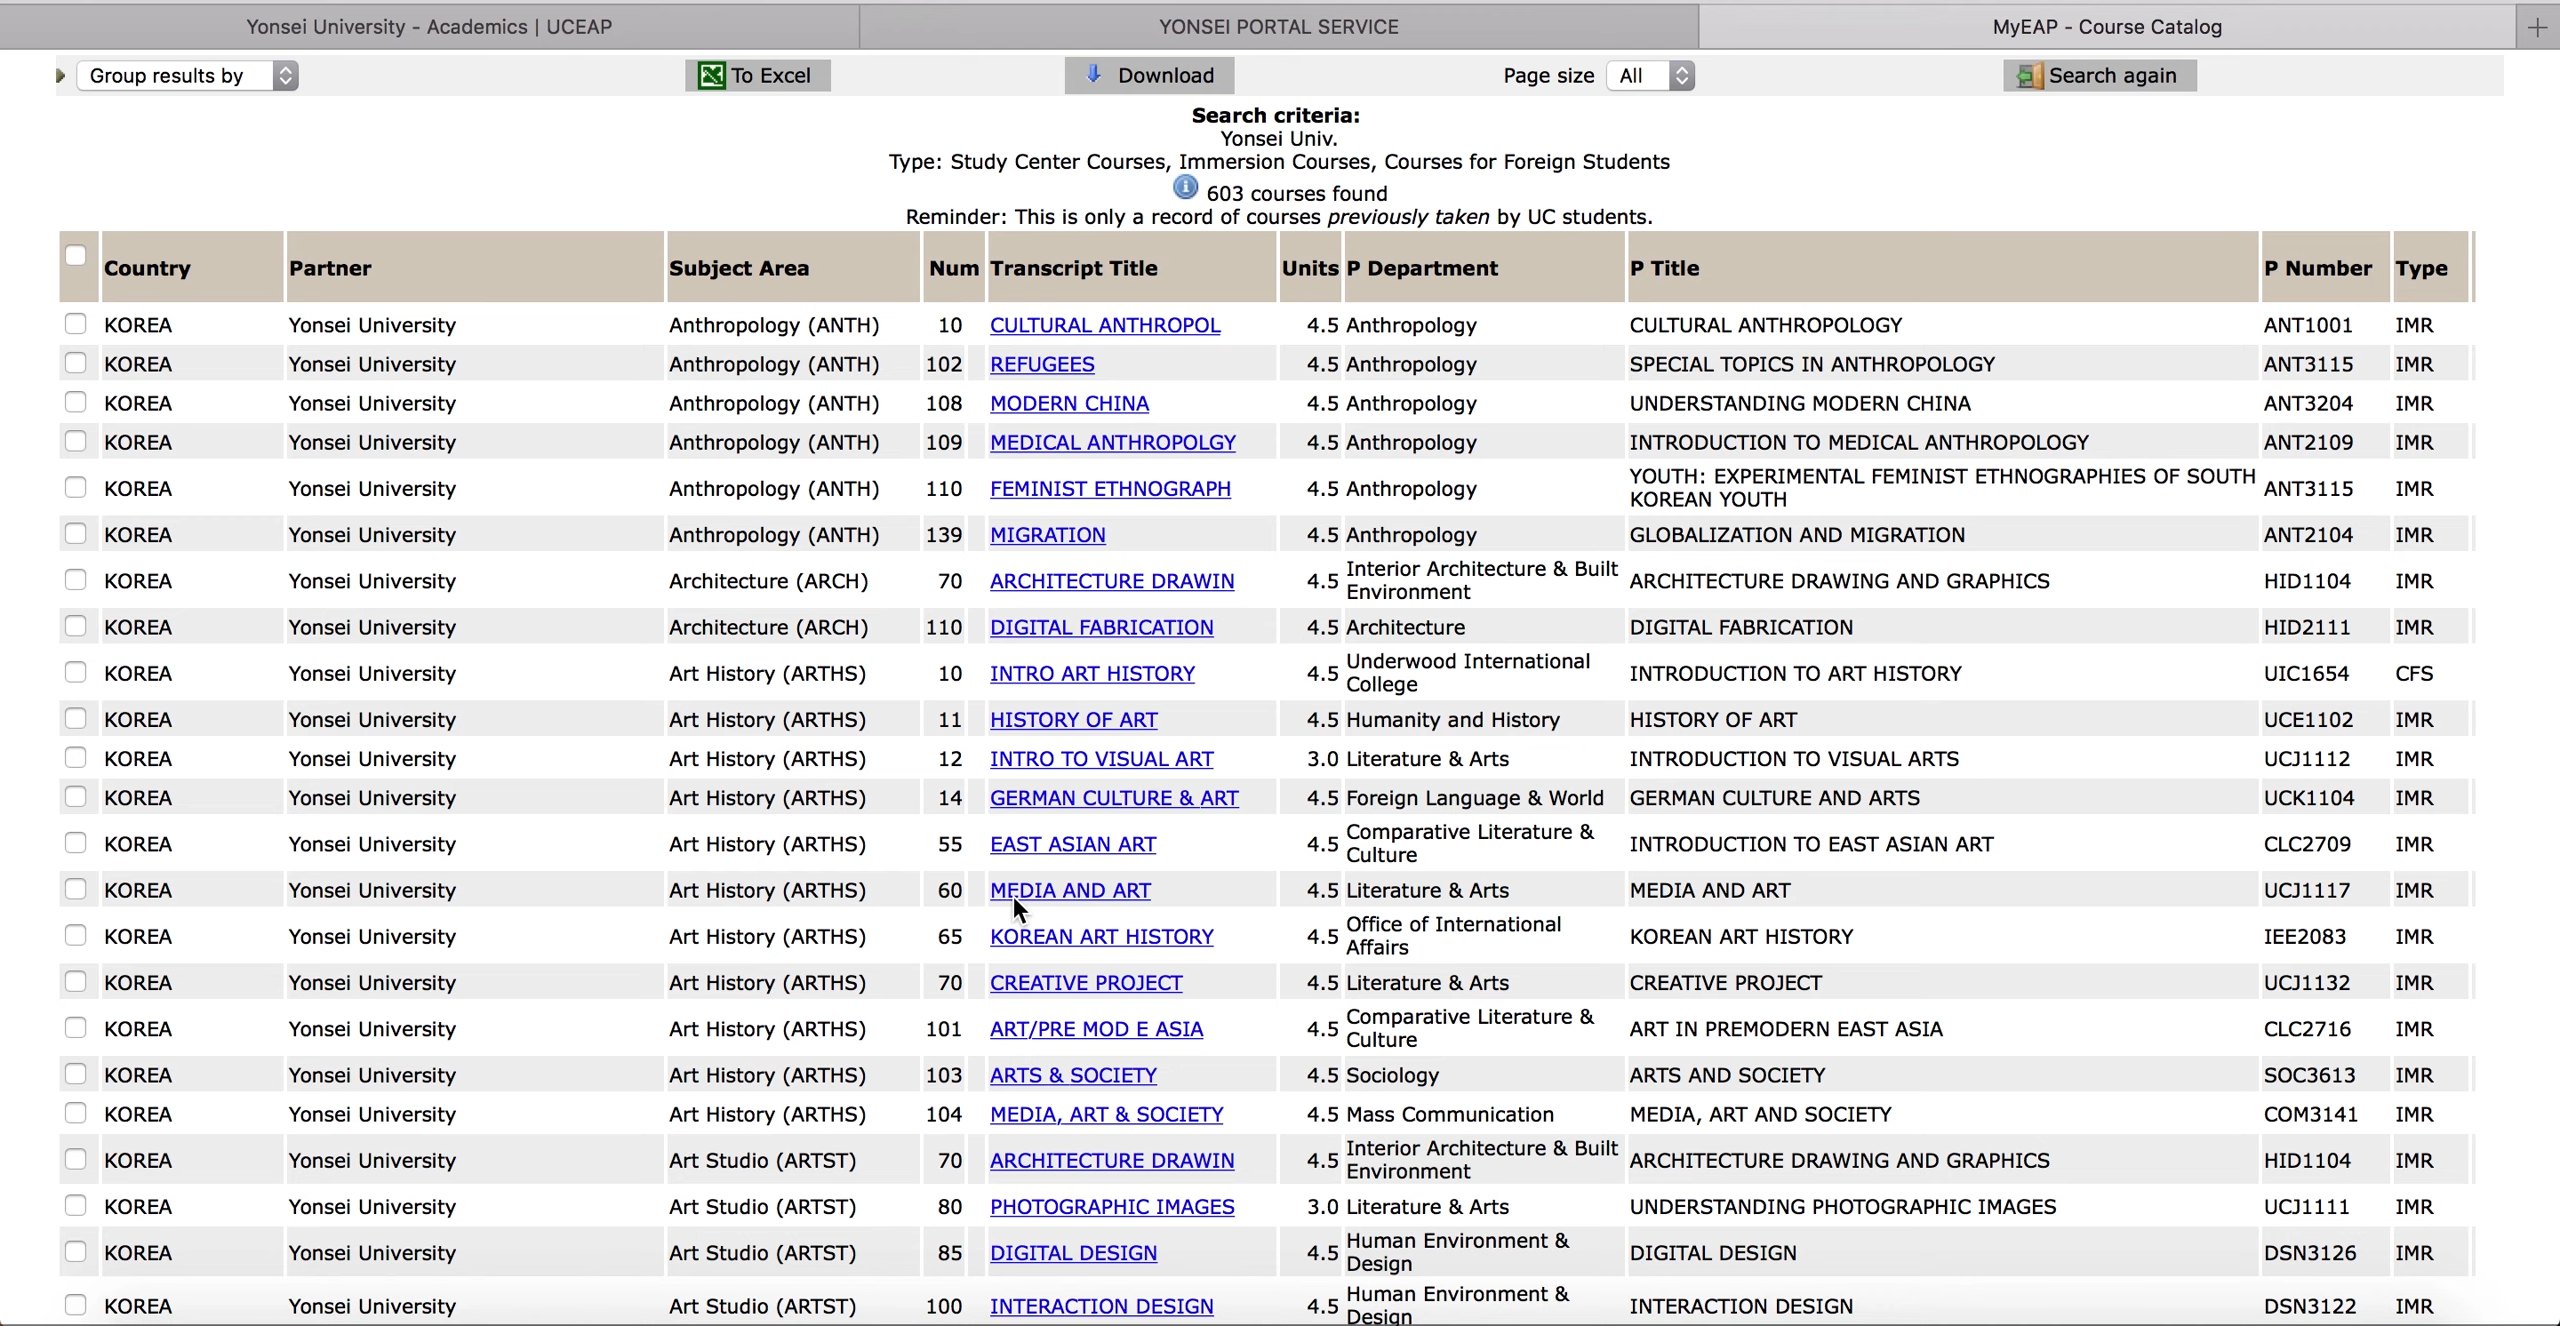 Yonsei University - Academics | UCEAP YONSEI PORTAL SERVICE MyEAP - Course Catalog
Group results by To Excel Download Page size All Search again
Search criteria:
Yonsei Univ.
Type: Study Center Courses, Immersion Courses, Courses for Foreign Students
603 courses found
Reminder: This is only a record of courses previously taken by UC students.
Country Partner Subject Area Num Transcript Title Units P Department P Title P Number Type
KOREA Yonsei University Anthropology (ANTH) 10 CULTURAL ANTHROPOL 4.5 Anthropology CULTURAL ANTHROPOLOGY ANT1001 IMR
KOREA Yonsei University Anthropology (ANTH) 102 REFUGEES 4.5 Anthropology SPECIAL TOPICS IN ANTHROPOLOGY ANT3115 IMR
KOREA Yonsei University Anthropology (ANTH) 108 MODERN CHINA 4.5 Anthropology UNDERSTANDING MODERN CHINA ANT3204 IMR
KOREA Yonsei University Anthropology (ANTH) 109 MEDICAL ANTHROPOLGY 4.5 Anthropology INTRODUCTION TO MEDICAL ANTHROPOLOGY ANT2109 IMR
KOREA Yonsei University Anthropology (ANTH) 110 FEMINIST ETHNOGRAPH 4.5 Anthropology YOUTH: EXPERIMENTAL FEMINIST ETHNOGRAPHIES OF SOUTH
KOREAN YOUTH ANT3115 IMR
KOREA Yonsei University Anthropology (ANTH) 139 MIGRATION 4.5 Anthropology GLOBALIZATION AND MIGRATION ANT2104 IMR
KOREA Yonsei University Architecture (ARCH) 70 ARCHITECTURE DRAWIN 4.5 Interior Architecture & Built
Environment ARCHITECTURE DRAWING AND GRAPHICS HID1104 IMR
KOREA Yonsei University Architecture (ARCH) 110 DIGITAL FABRICATION 4.5 Architecture DIGITAL FABRICATION HID2111 IMR
KOREA Yonsei University Art History (ARTHS) 10 INTRO ART HISTORY 4.5 Underwood International
College INTRODUCTION TO ART HISTORY UIC1654 CFS
KOREA Yonsei University Art History (ARTHS) 11 HISTORY OF ART 4.5 Humanity and History HISTORY OF ART UCE1102 IMR
KOREA Yonsei University Art History (ARTHS) 12 INTRO TO VISUAL ART 3.0 Literature & Arts INTRODUCTION TO VISUAL ARTS UCJ1112 IMR
KOREA Yonsei University Art History (ARTHS) 14 GERMAN CULTURE & ART 4.5 Foreign Language & World GERMAN CULTURE AND ARTS UCK1104 IMR
KOREA Yonsei University Art History (ARTHS) 55 EAST ASIAN ART 4.5 Comparative Literature &
Culture INTRODUCTION TO EAST ASIAN ART CLC2709 IMR
KOREA Yonsei University Art History (ARTHS) 60 MEDIA AND ART 4.5 Literature & Arts MEDIA AND ART UCJ1117 IMR
KOREA Yonsei University Art History (ARTHS) 65 KOREAN ART HISTORY 4.5 Office of International
Affairs KOREAN ART HISTORY IEE2083 IMR
KOREA Yonsei University Art History (ARTHS) 70 CREATIVE PROJECT 4.5 Literature & Arts CREATIVE PROJECT UCJ1132 IMR
KOREA Yonsei University Art History (ARTHS) 101 ART/PRE MOD E ASIA 4.5 Comparative Literature &
Culture ART IN PREMODERN EAST ASIA CLC2716 IMR
KOREA Yonsei University Art History (ARTHS) 103 ARTS & SOCIETY 4.5 Sociology ARTS AND SOCIETY SOC3613 IMR
KOREA Yonsei University Art History (ARTHS) 104 MEDIA, ART & SOCIETY 4.5 Mass Communication MEDIA, ART AND SOCIETY COM3141 IMR
KOREA Yonsei University Art Studio (ARTST) 70 ARCHITECTURE DRAWIN 4.5 Interior Architecture & Built
Environment ARCHITECTURE DRAWING AND GRAPHICS HID1104 IMR
KOREA Yonsei University Art Studio (ARTST) 80 PHOTOGRAPHIC IMAGES 3.0 Literature & Arts UNDERSTANDING PHOTOGRAPHIC IMAGES UCJ1111 IMR
KOREA Yonsei University Art Studio (ARTST) 85 DIGITAL DESIGN 4.5 Human Environment &
Design DIGITAL DESIGN DSN3126 IMR
KOREA Yonsei University Art Studio (ARTST) 100 INTERACTION DESIGN 4.5 Human Environment &
Design INTERACTION DESIGN DSN3122 IMR